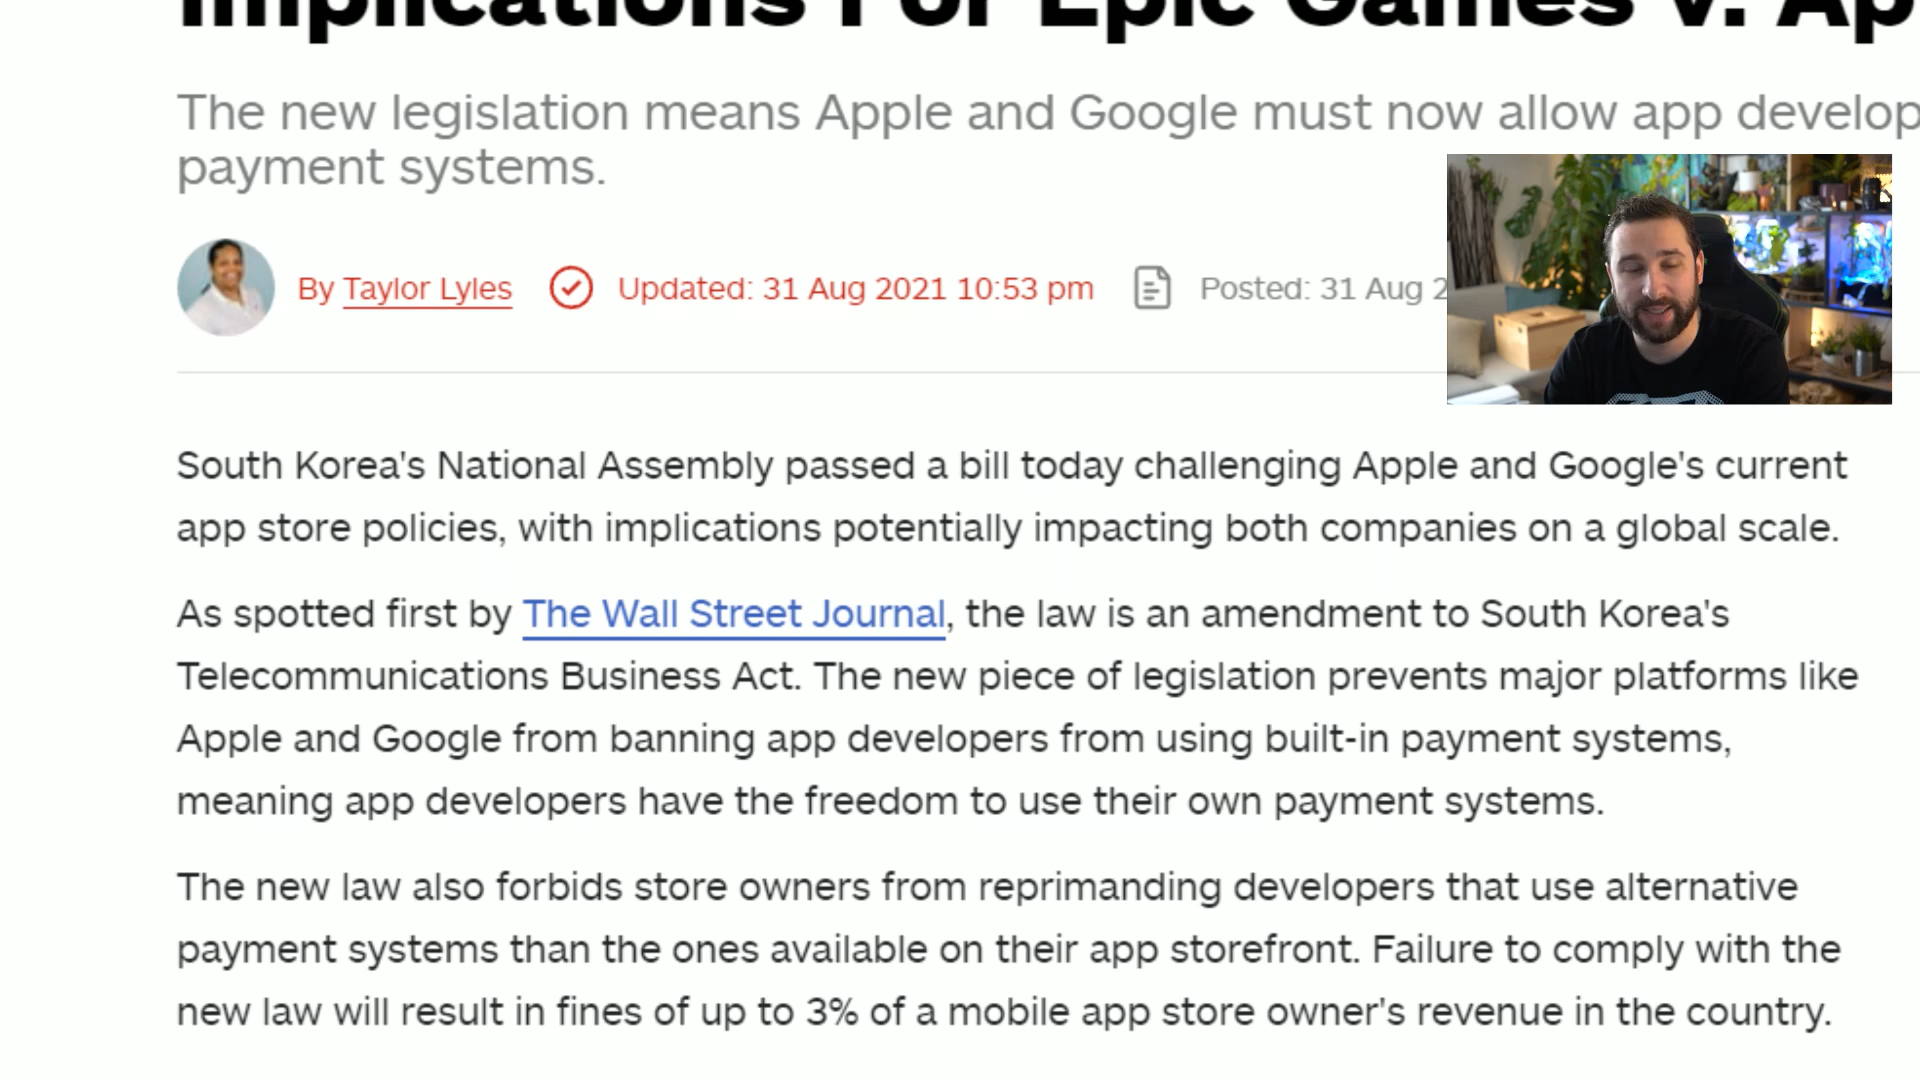 Implications For Epic Games v. Ap
The new legislation means Apple and Google must now allow app develop
payment systems.
By Taylor Lyles Updated: 31 Aug 2021 10:53 pm Posted: 31 Aug 2
South Korea's National Assembly passed a bill today challenging Apple and Google's current
app store policies, with implications potentially impacting both companies on a global scale.
As spotted first by The Wall Street Journal, the law is an amendment to South Korea's
Telecommunications Business Act. The new piece of legislation prevents major platforms like
Apple and Google from banning app developers from using built-in payment systems,
meaning app developers have the freedom to use their own payment systems.
The new law also forbids store owners from reprimanding developers that use alternative
payment systems than the ones available on their app storefront. Failure to comply with the
new law will result in fines of up to 3% of a mobile app store owner's revenue in the country.